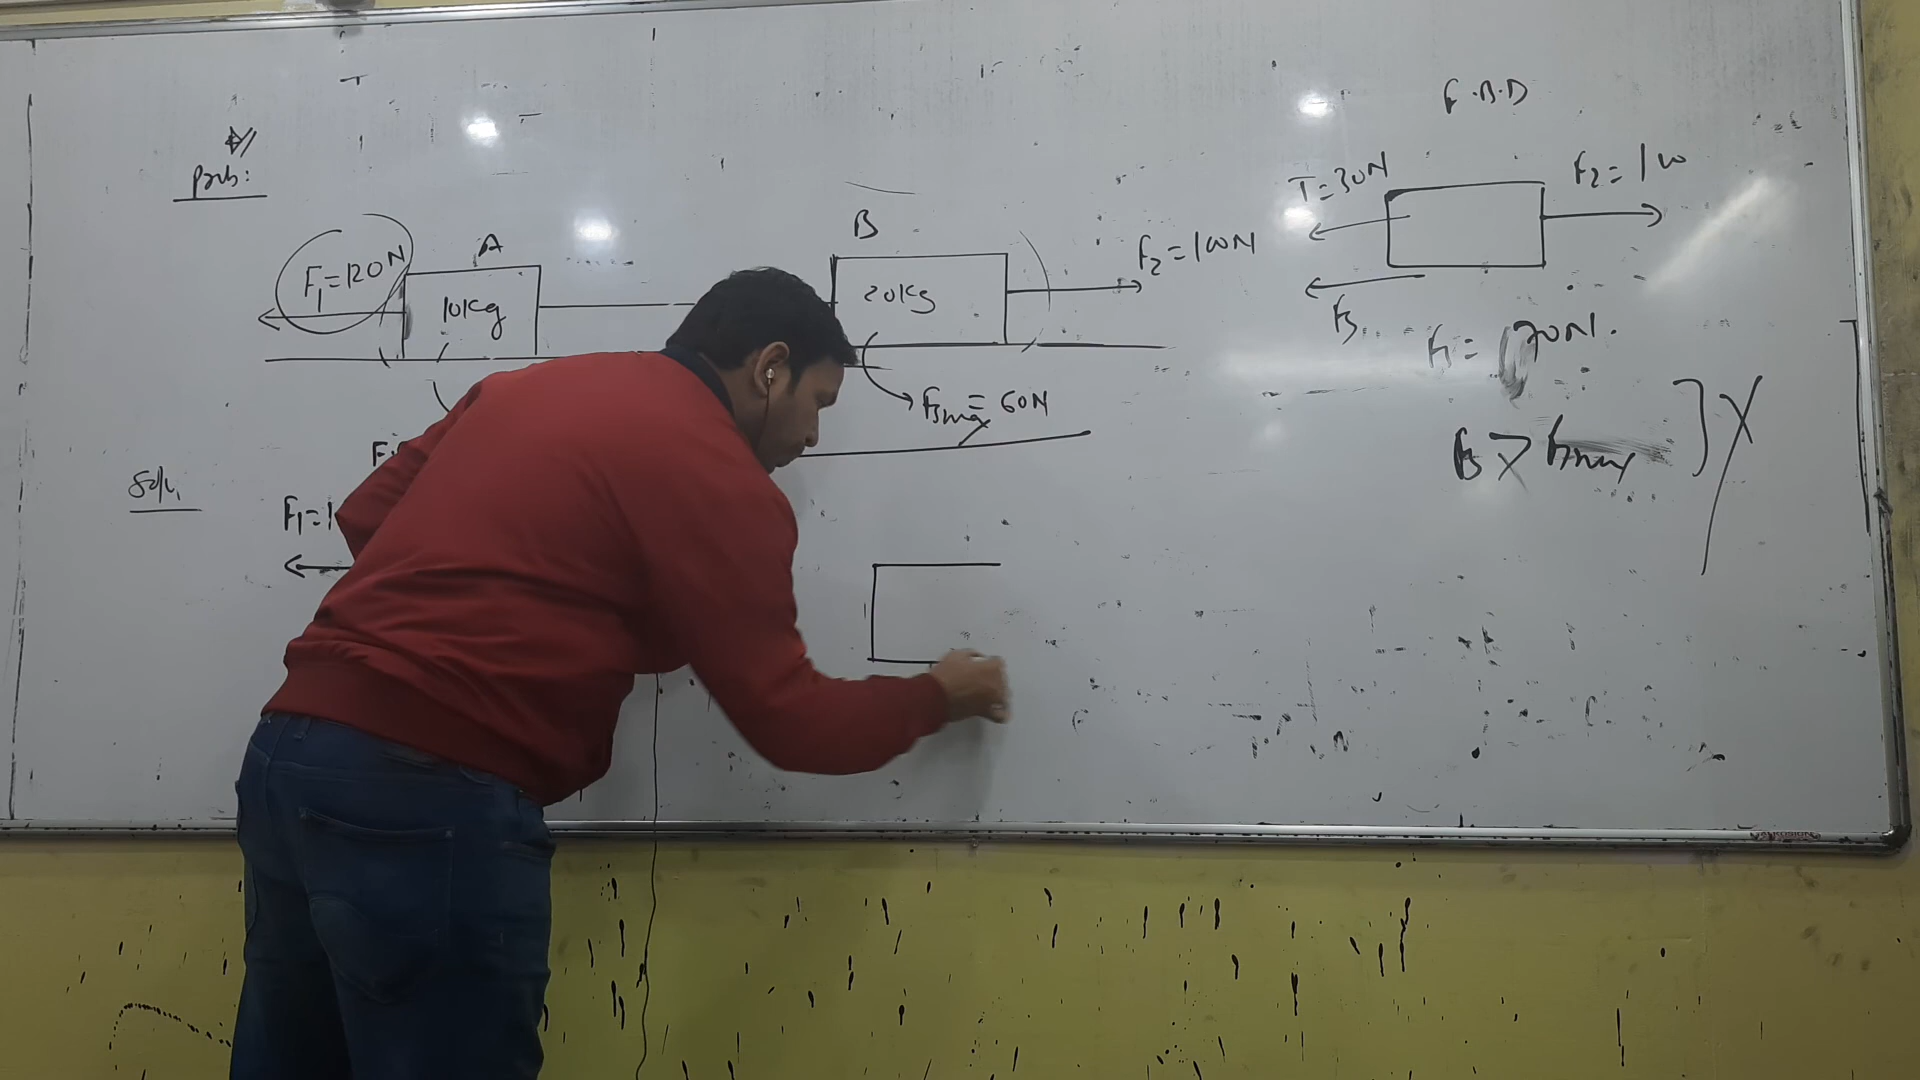 Prob:
F₁=120N
A
10Kg
B
20Kg
F₂=100N
fsmax = 60N
Soln
F₁=1
F.B.D
T=30N
F₂=100
fs
fs = 70N.
fs > fsmax